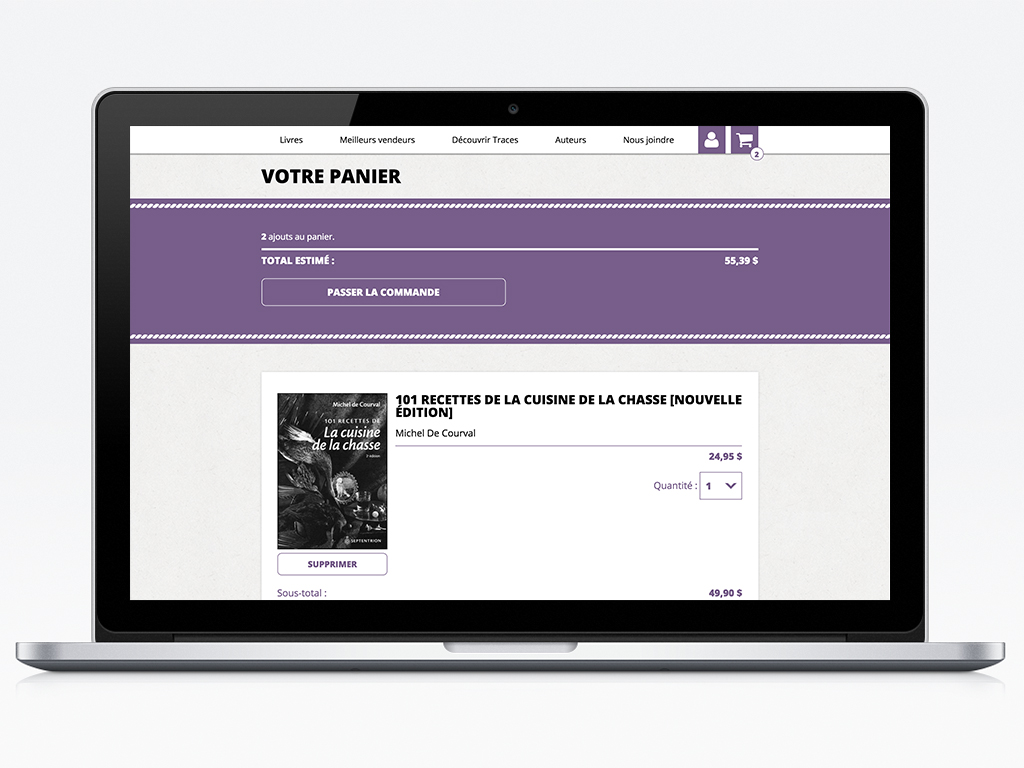 Livres Meilleurs vendeurs Découvrir Traces Auteurs Nous joindre
2
VOTRE PANIER
2 ajouts au panier.
TOTAL ESTIMÉ : 55,39 $
PASSER LA COMMANDE
Michel de Courval
101 RECETTES DE
La cuisine
de la chasse
3e édition
SEPTENTRION
101 RECETTES DE LA CUISINE DE LA CHASSE [NOUVELLE
ÉDITION]
Michel De Courval
24,95 $
Quantité : 1
SUPPRIMER
Sous-total : 49,90 $